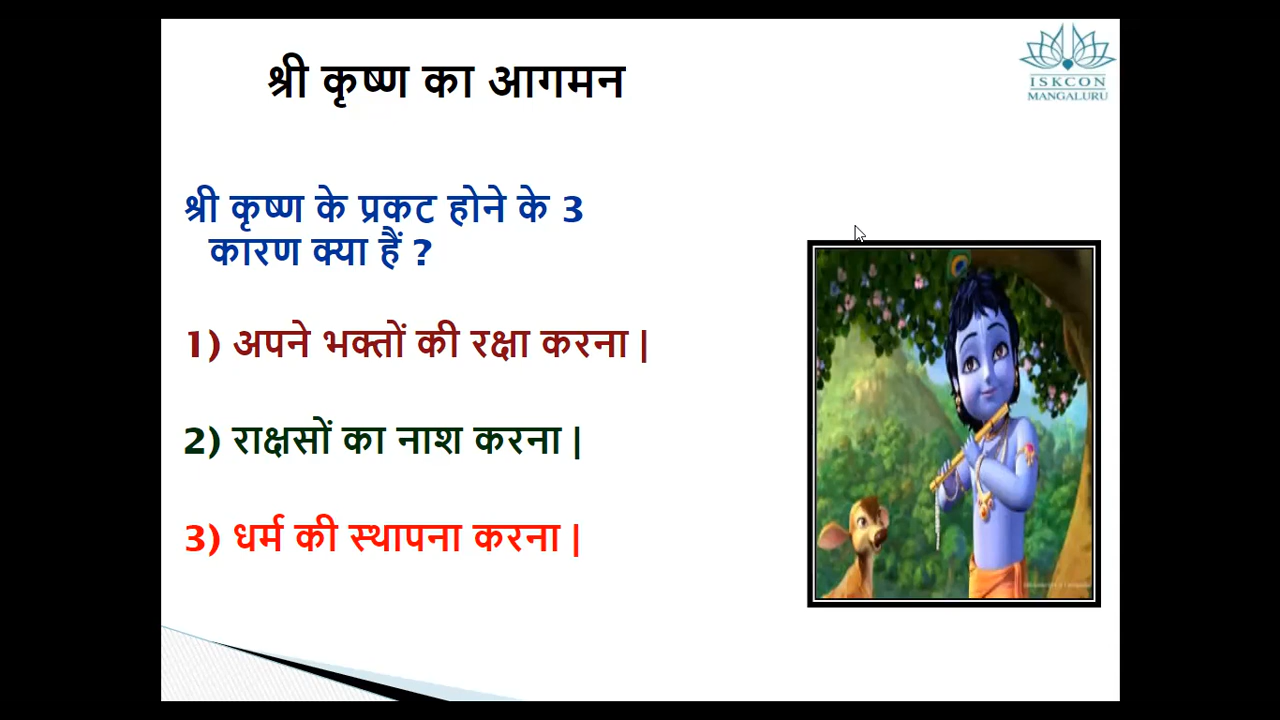 श्री कृष्ण का आगमन
ISKCON
MANGALURU
श्री कृष्ण के प्रकट होने के 3
कारण क्या हैं ?
1) अपने भक्तों की रक्षा करना |
2) राक्षसों का नाश करना |
3) धर्म की स्थापना करना |